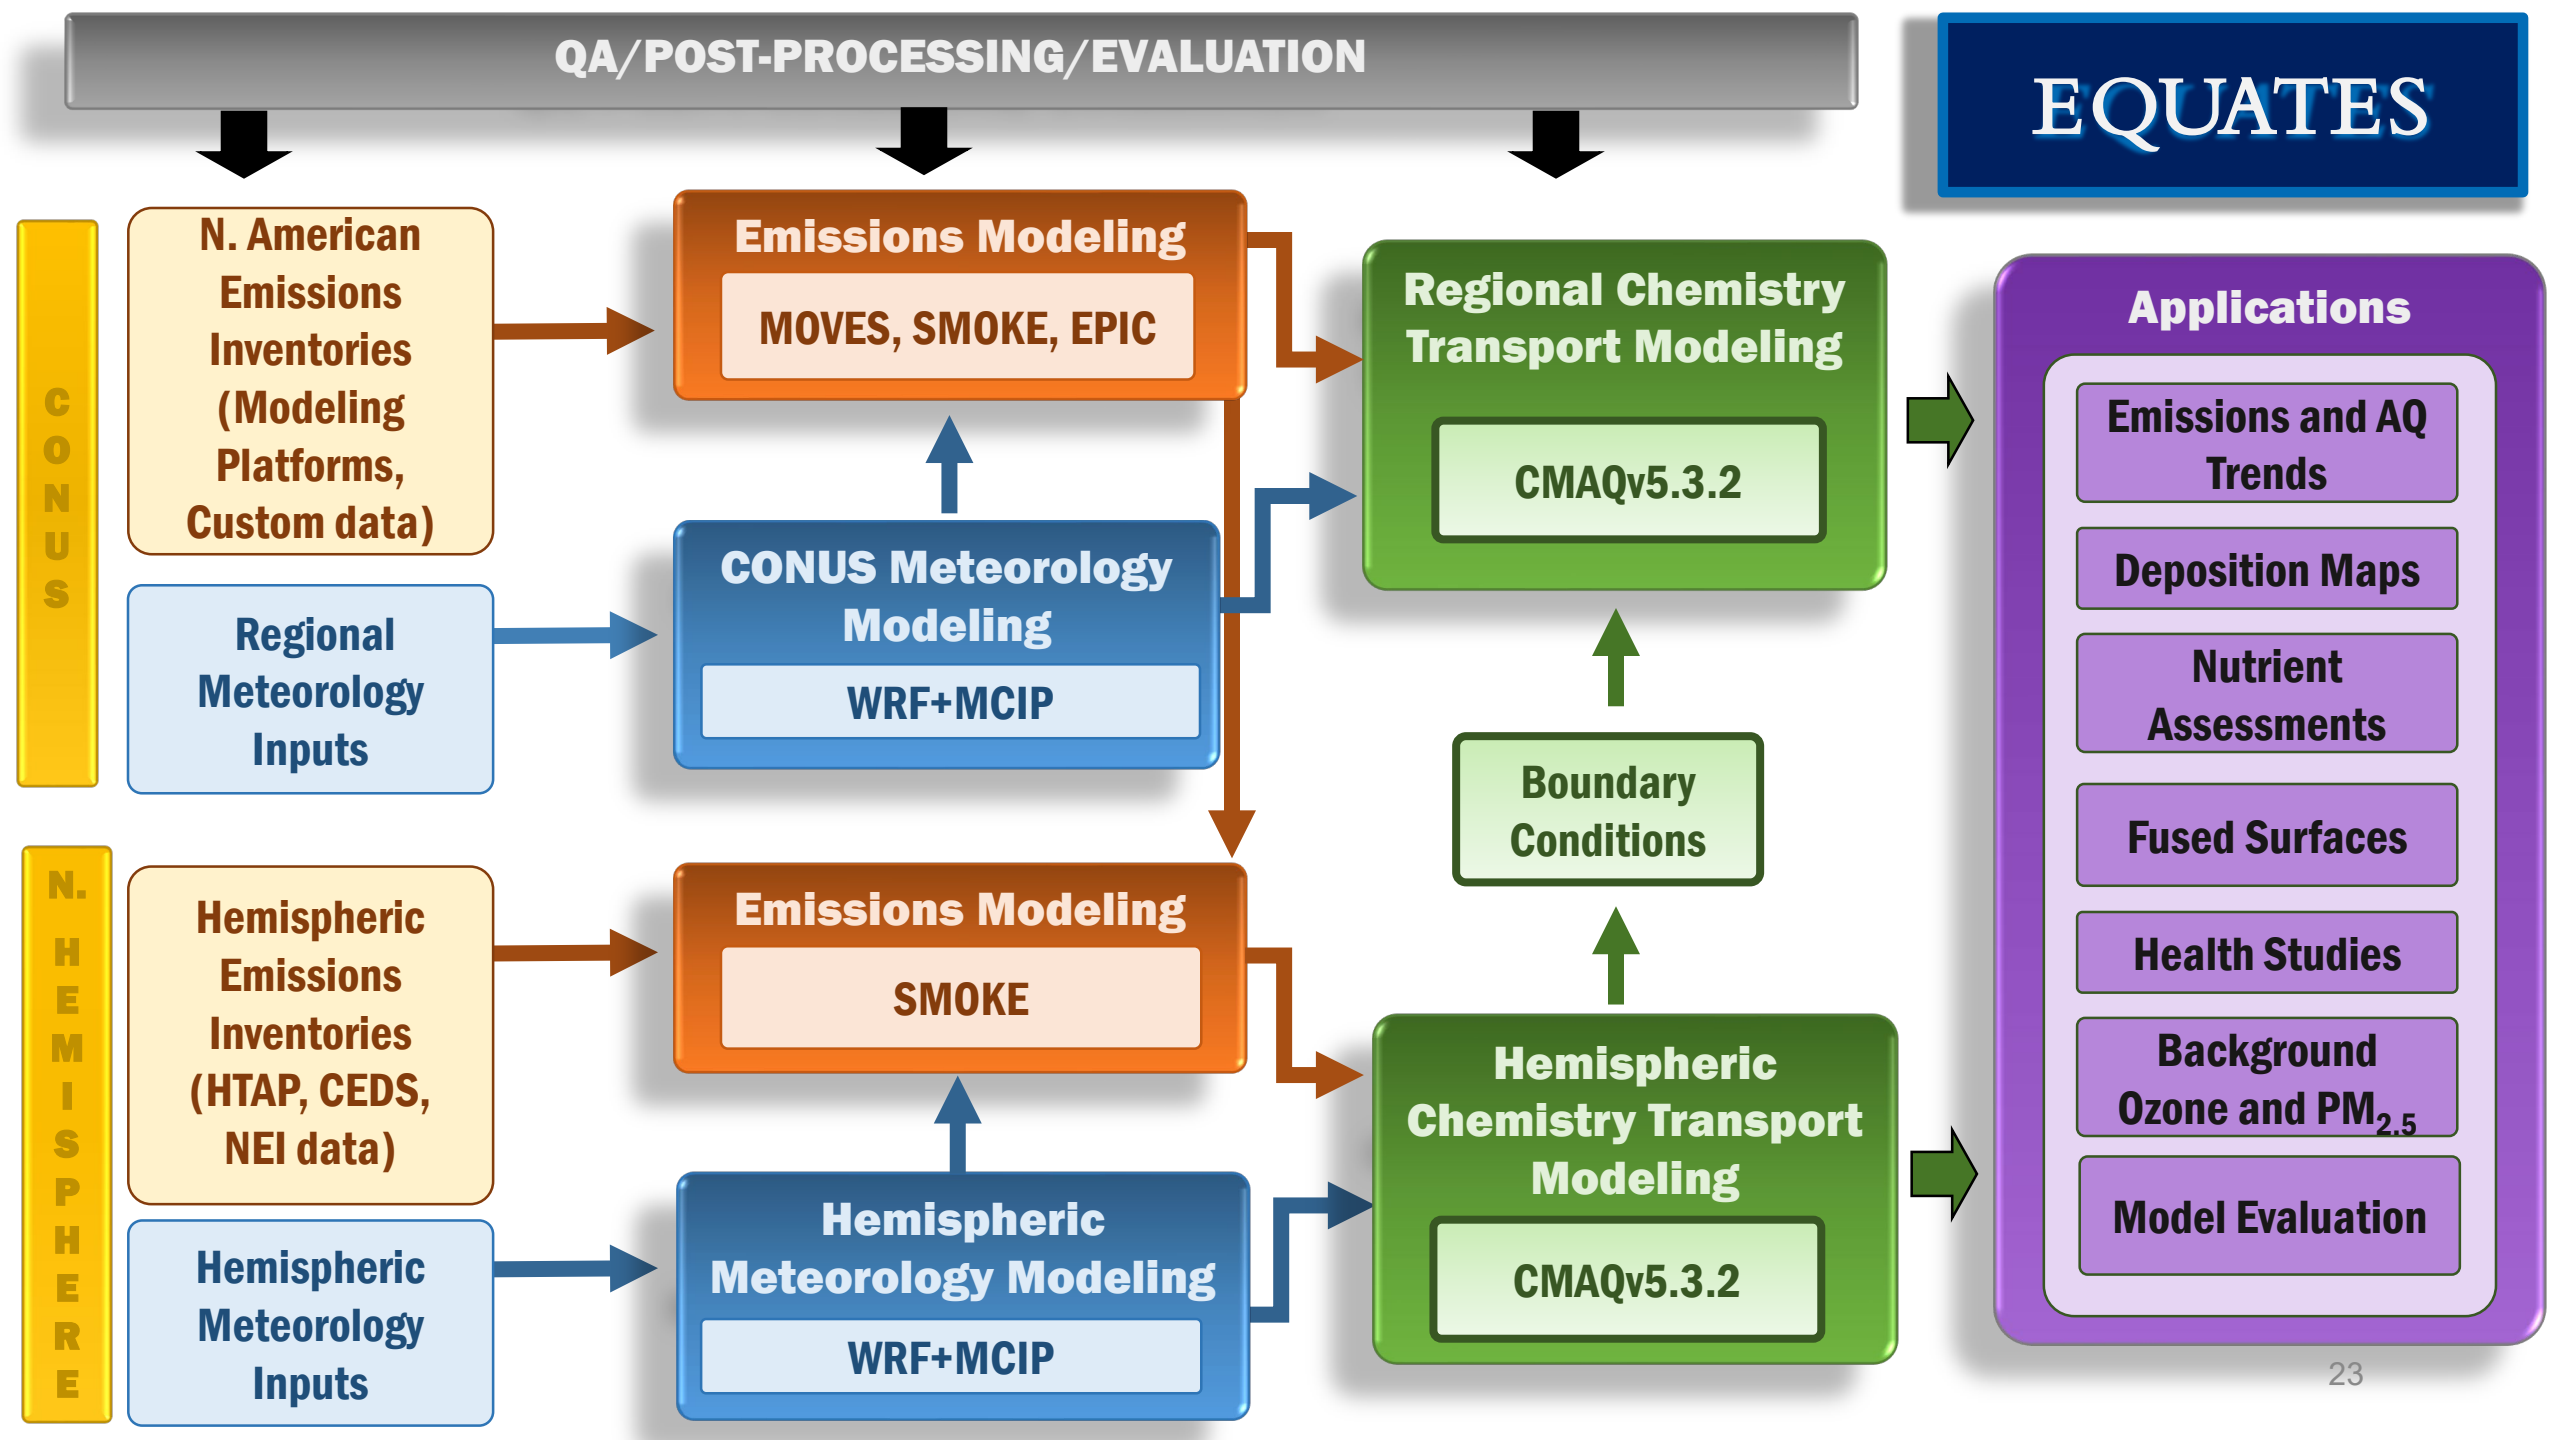 QA/POST-PROCESSING/EVALUATION
EQUATES
C
O
N
U
S
N. American
Emissions
Inventories
(Modeling
Platforms,
Custom data)
Regional
Meteorology
Inputs
Emissions Modeling
MOVES, SMOKE, EPIC
CONUS Meteorology
Modeling
WRF+MCIP
Regional Chemistry
Transport Modeling
CMAQv5.3.2
Boundary
Conditions
N.
H
E
M
I
S
P
H
E
R
E
Hemispheric
Emissions
Inventories
(HTAP, CEDS,
NEI data)
Hemispheric
Meteorology
Inputs
Emissions Modeling
SMOKE
Hemispheric
Meteorology Modeling
WRF+MCIP
Hemispheric
Chemistry Transport
Modeling
CMAQv5.3.2
Applications
Emissions and AQ
Trends
Deposition Maps
Nutrient
Assessments
Fused Surfaces
Health Studies
Background
Ozone and PM2.5
Model Evaluation
23